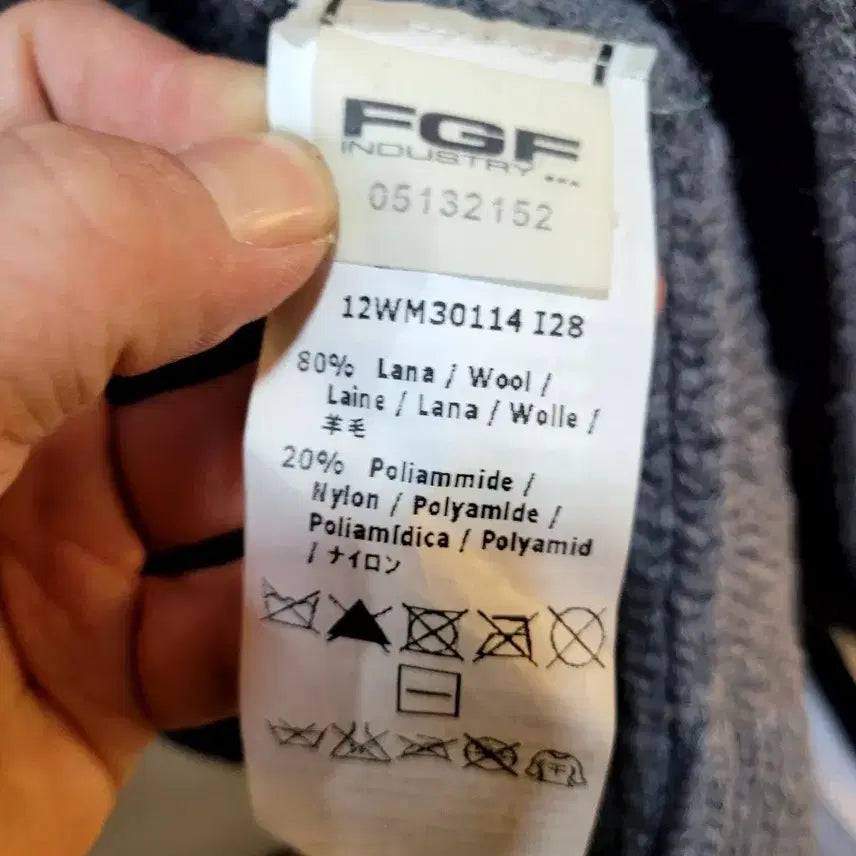 FGF
INDUSTRY ...
05132152
12WM30114 I28
80% Lana / Wool /
Laine / Lana / Wolle /
羊毛
20% Poliammide /
Nylon / Polyamide /
Poliamídica / Polyamid
/ ナイロン
平